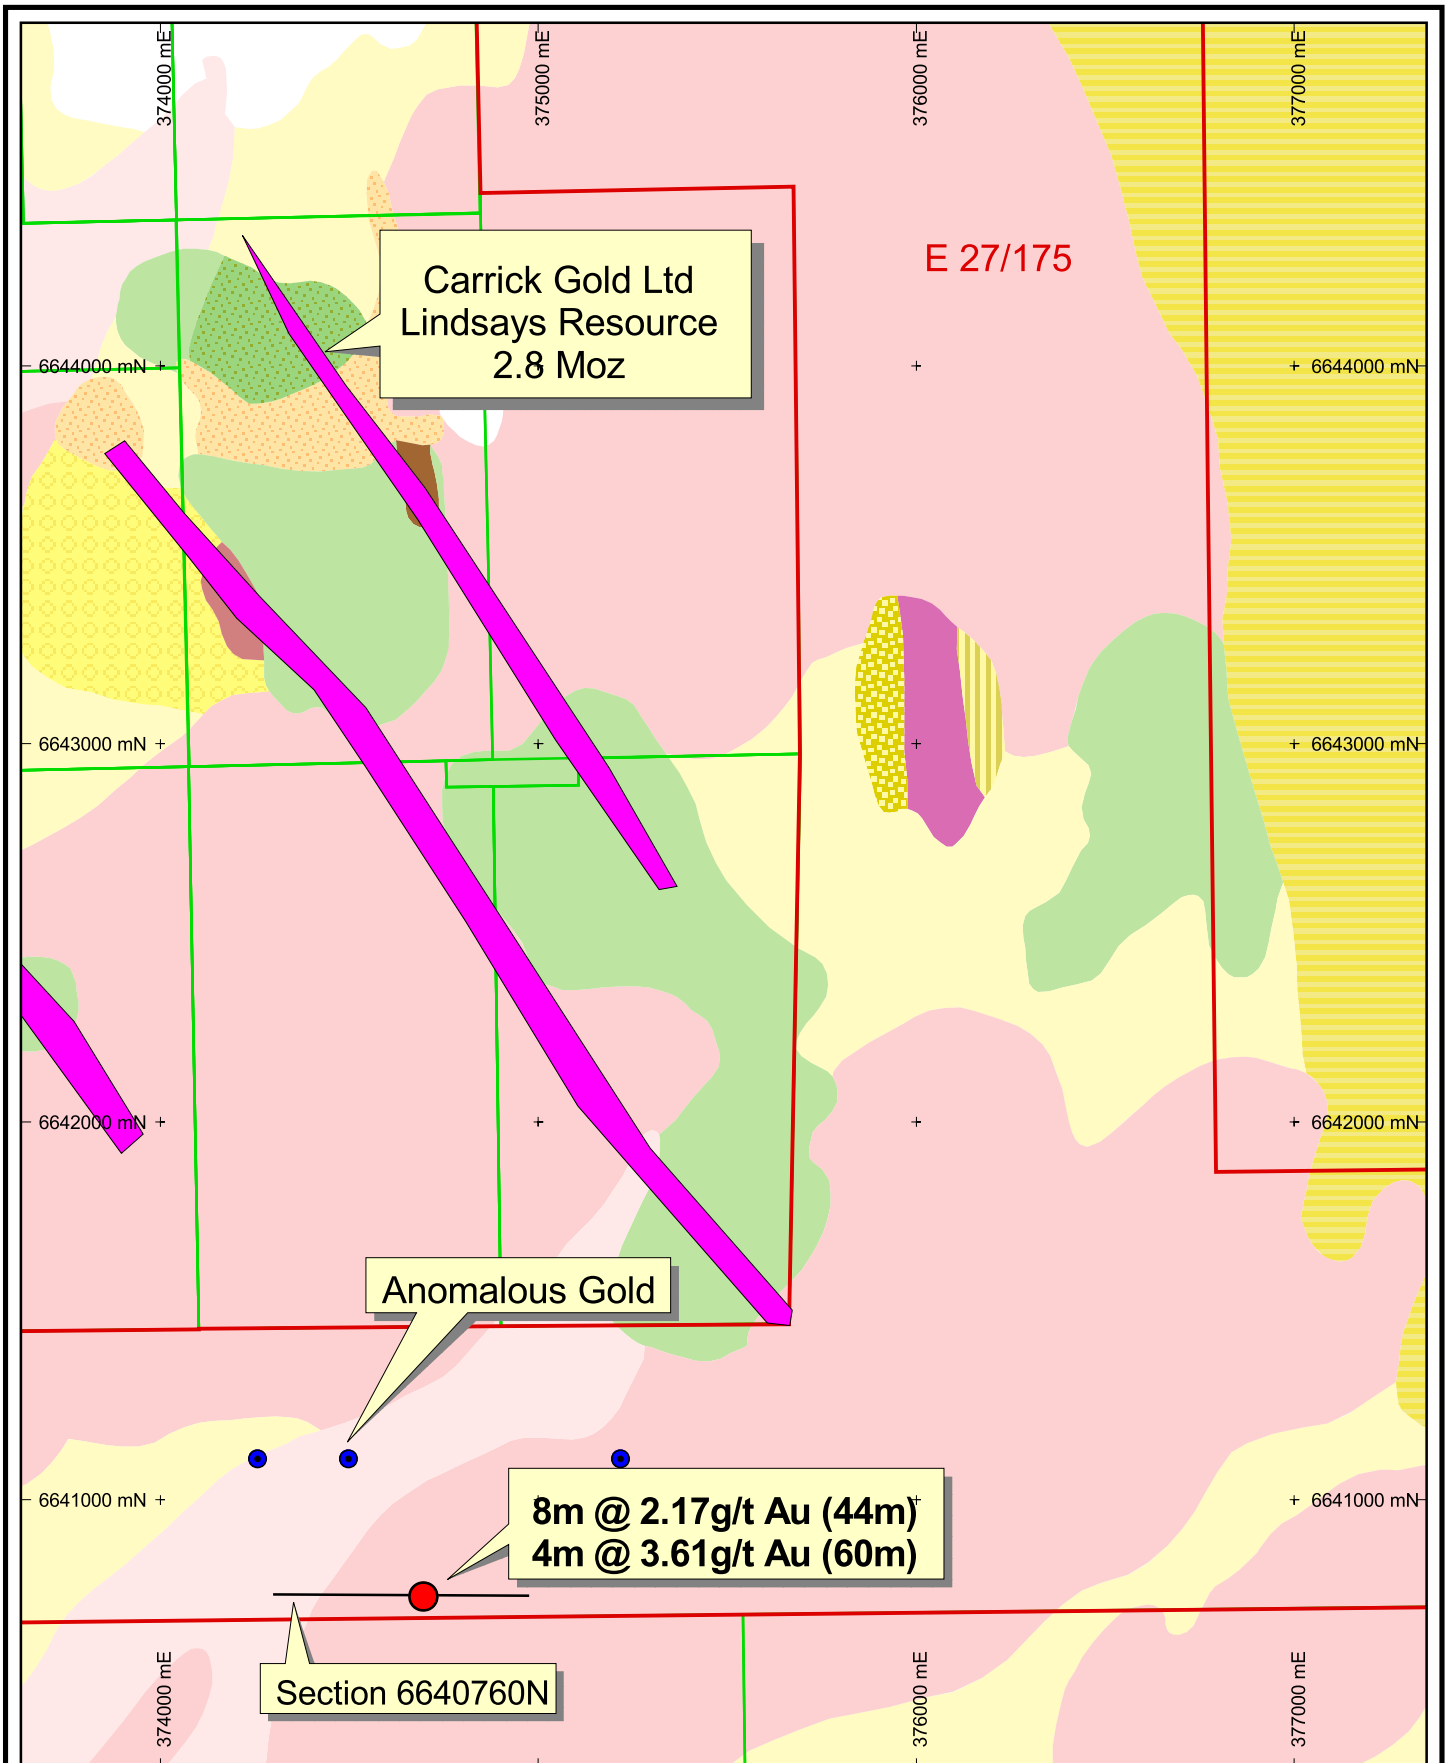 374000 mE
375000 mE
376000 mE
377000 mE
E 27/175
Carrick Gold Ltd
Lindsays Resource
2.8 Moz
6644000 mN
6644000 mN
6643000 mN
6643000 mN
6642000 mN
6642000 mN
Anomalous Gold
6641000 mN
6641000 mN
8m @ 2.17g/t Au (44m)
4m @ 3.61g/t Au (60m)
Section 6640760N
374000 mE
376000 mE
377000 mE